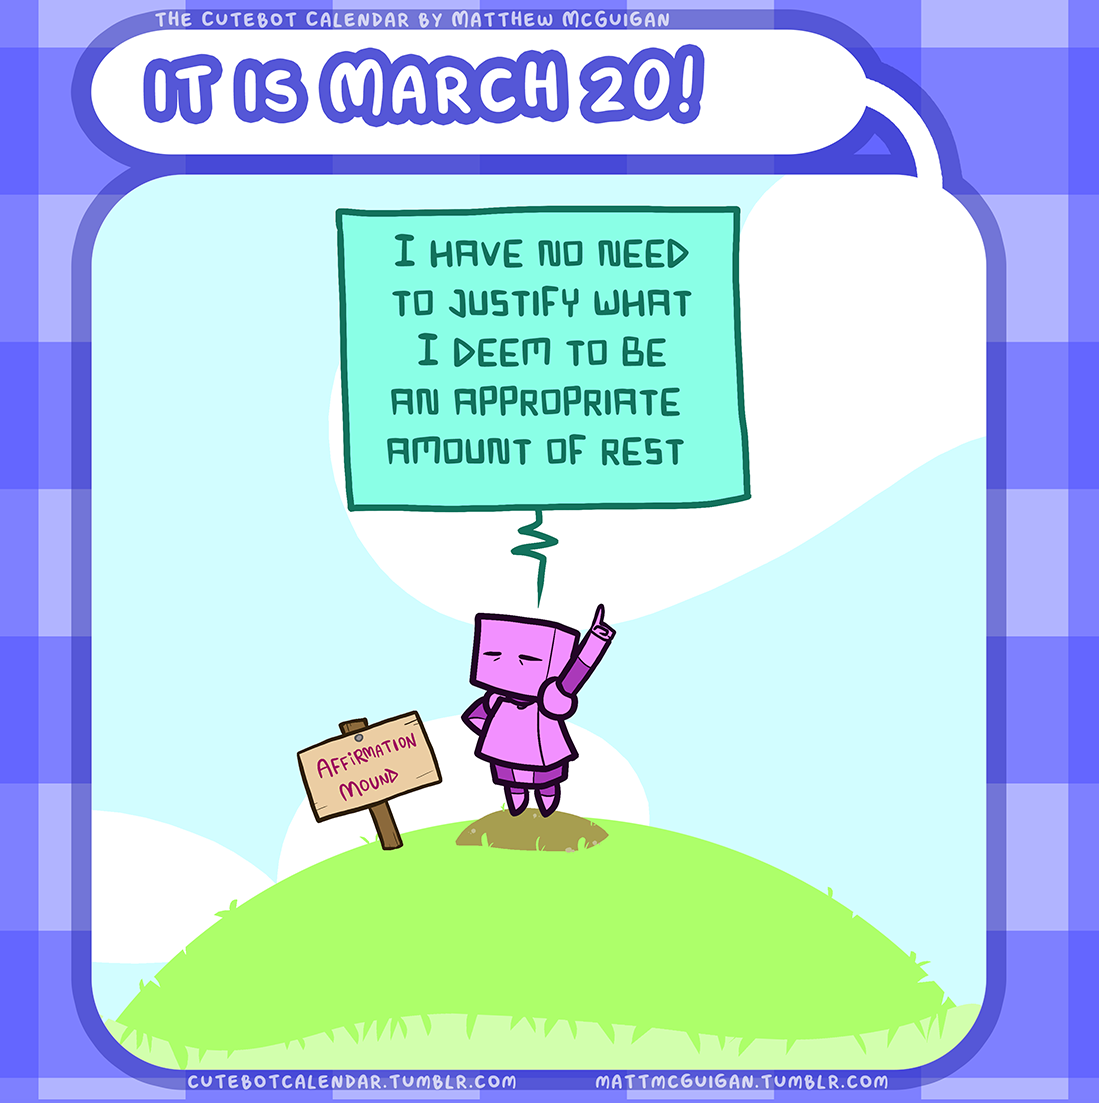 THE CUTEBOT CALENDAR BY MATTHEW MCGUIGAN
IT IS MARCH 20!
I HAVE NO NEED
TO JUSTIFY WHAT
I DEEM TO BE
AN APPROPRIATE
AMOUNT OF REST
AFFIRMATION
MOUND
CUTEBOTCALENDAR.TUMBLR.COM
MATTMCGUIGAN.TUMBLR.COM